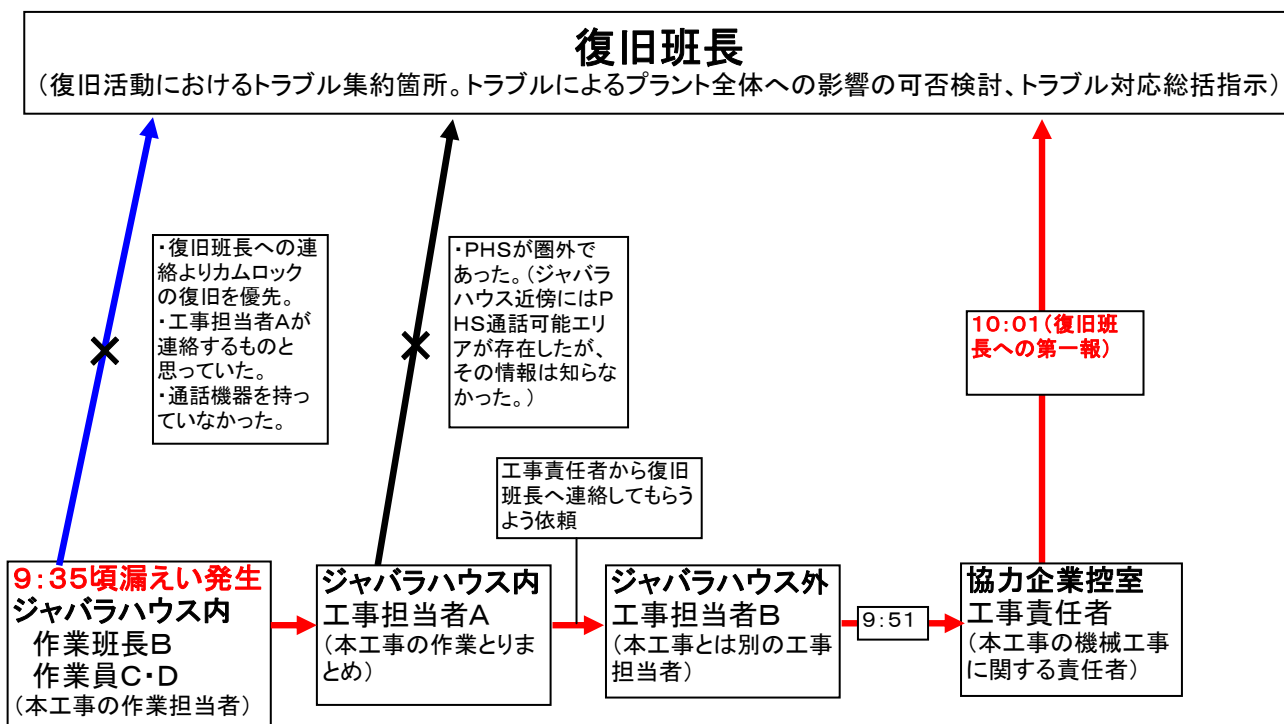 復旧班長
(復旧活動におけるトラブル集約箇所。トラブルによるプラント全体への影響の可否検討、トラブル対応総括指示)
・復旧班長への連
絡よりカムロック
の復旧を優先。
・工事担当者Aが
連絡するものと
思っていた。
・通話機器を持っ
ていなかった。
・PHSが圏外で
あった。(ジャバラ
ハウス近傍にはP
HS通話可能エリ
アが存在したが、
その情報は知らな
かった。)
10:01(復旧班
長への第一報)
工事責任者から復旧
班長へ連絡してもらう
よう依頼
9:35頃漏えい発生
ジャバラハウス内
作業班長B
作業員C・D
(本工事の作業担当者)
ジャバラハウス内
工事担当者A
(本工事の作業とりま
とめ)
ジャバラハウス外
工事担当者B
(本工事とは別の工事
担当者)
9:51
協力企業控室
工事責任者
(本工事の機械工事
に関する責任者)